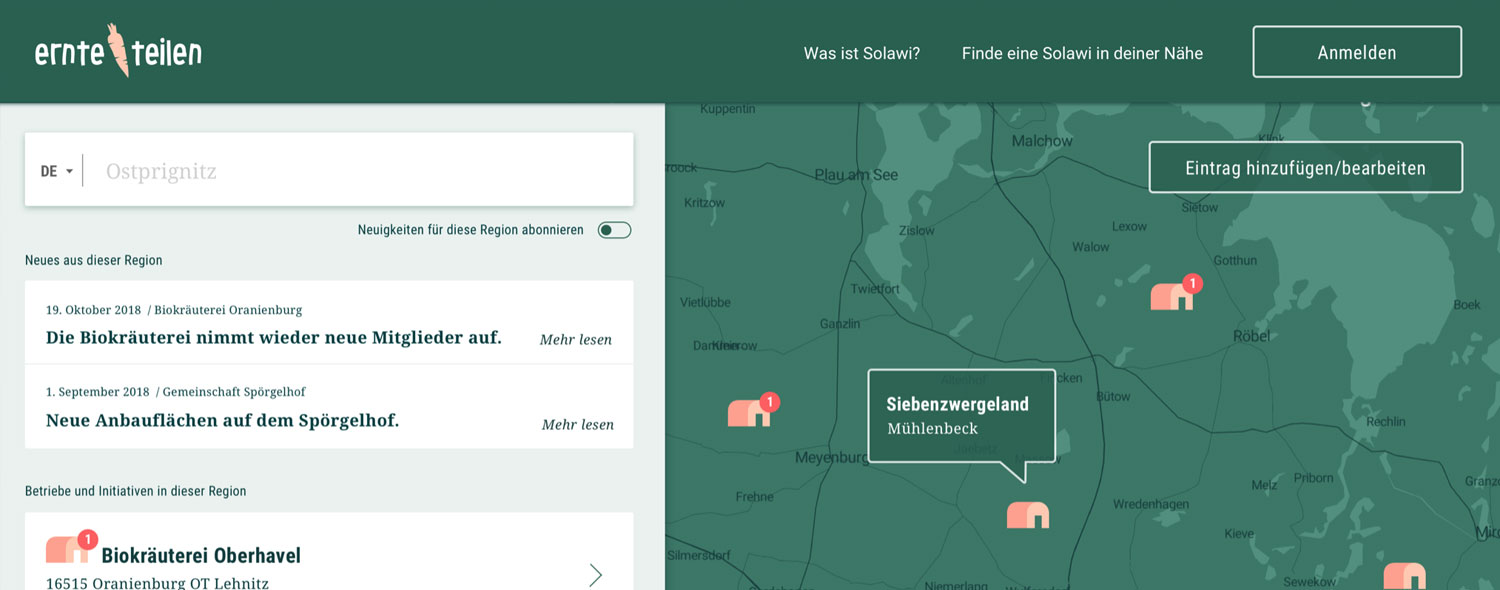 ernte teilen
Was ist Solawi?
Finde eine Solawi in deiner Nähe
Anmelden
DE
Ostprignitz
Neuigkeiten für diese Region abonnieren
Neues aus dieser Region
19. Oktober 2018 / Biokräuterei Oranienburg
Die Biokräuterei nimmt wieder neue Mitglieder auf.
Mehr lesen
1. September 2018 / Gemeinschaft Spörgelhof
Neue Anbauflächen auf dem Spörgelhof.
Mehr lesen
Betriebe und Initiativen in dieser Region
1
Biokräuterei Oberhavel
16515 Oranienburg OT Lehnitz
Kuppentin
Malchow
Klink
Eintrag hinzufügen/bearbeiten
Plau am See
Kritzow
Sietow
Zislow
Lexow
Walow
Gotthun
1
Twietfort
Vietlübbe
Boek
Ganzlin
Röbel
Altenhof
Siebenzwergeland
Mühlenbeck
Bütow
1
Rechlin
Jaebetz
Meyenburg
Frehne
Melz
Priborn
Wredenhagen
Kieve
Silmersdorf
Sewekow
Niemerlang